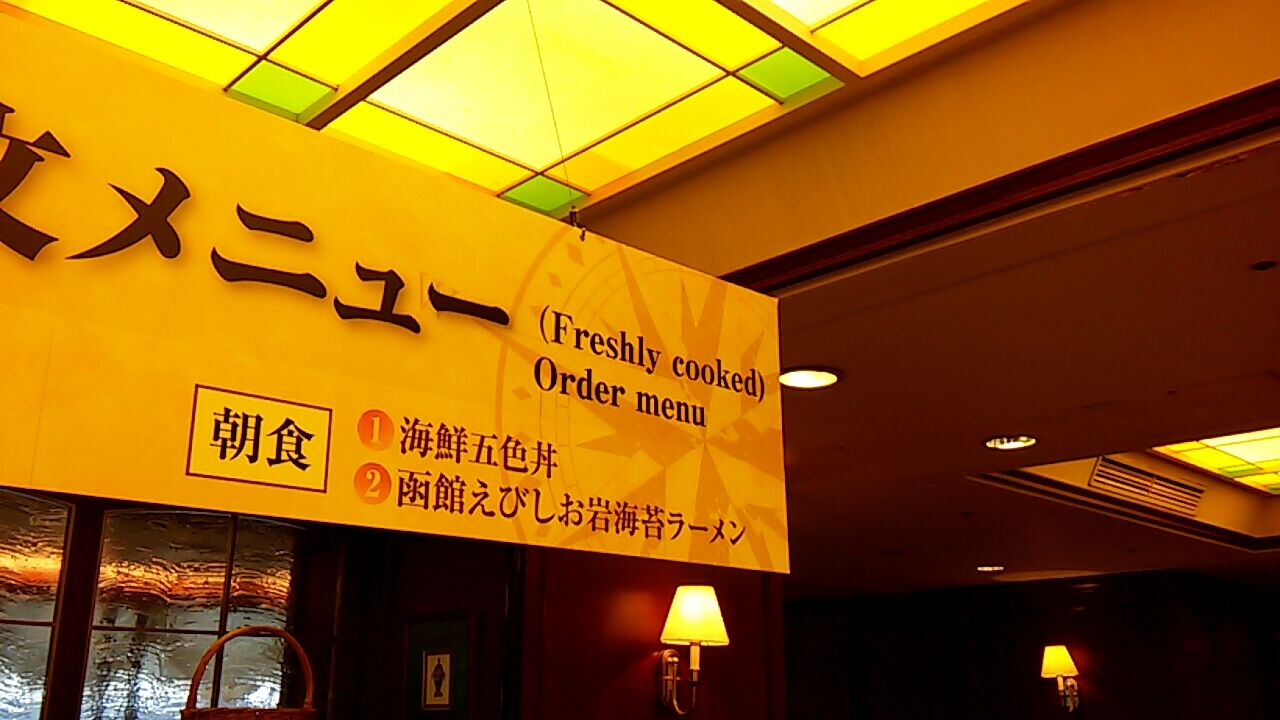 メニュー
(Freshly cooked)
Order menu
朝食
1 海鮮五色丼
2 函館えびしお岩海苔ラーメン